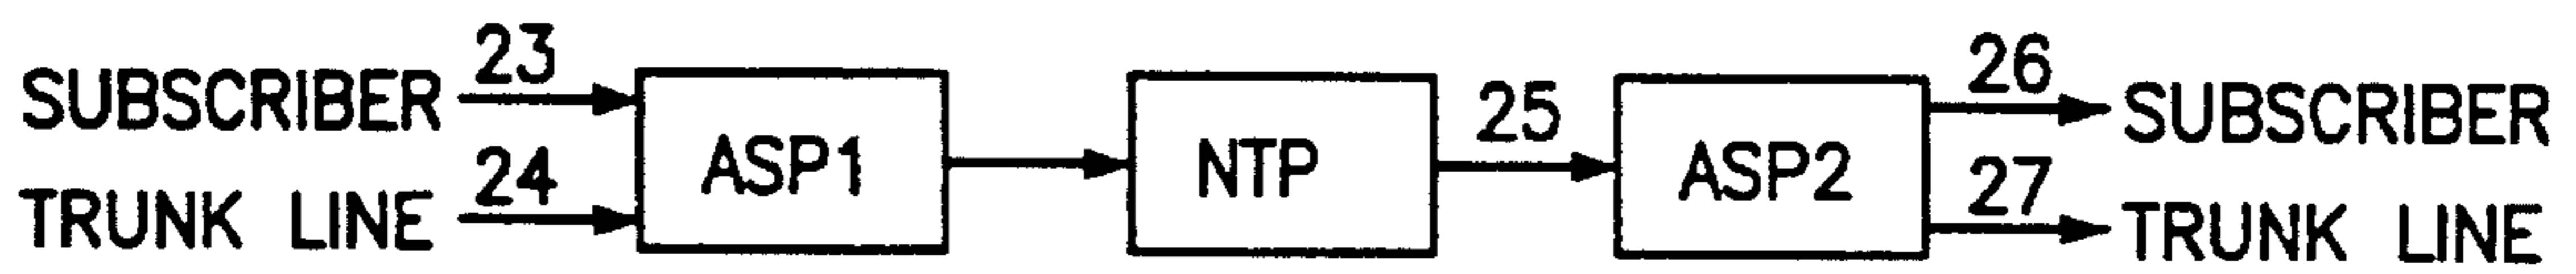 SUBSCRIBER 23 26 SUBSCRIBER
ASP1 NTP 25 ASP2
TRUNK LINE 24 27 TRUNK LINE